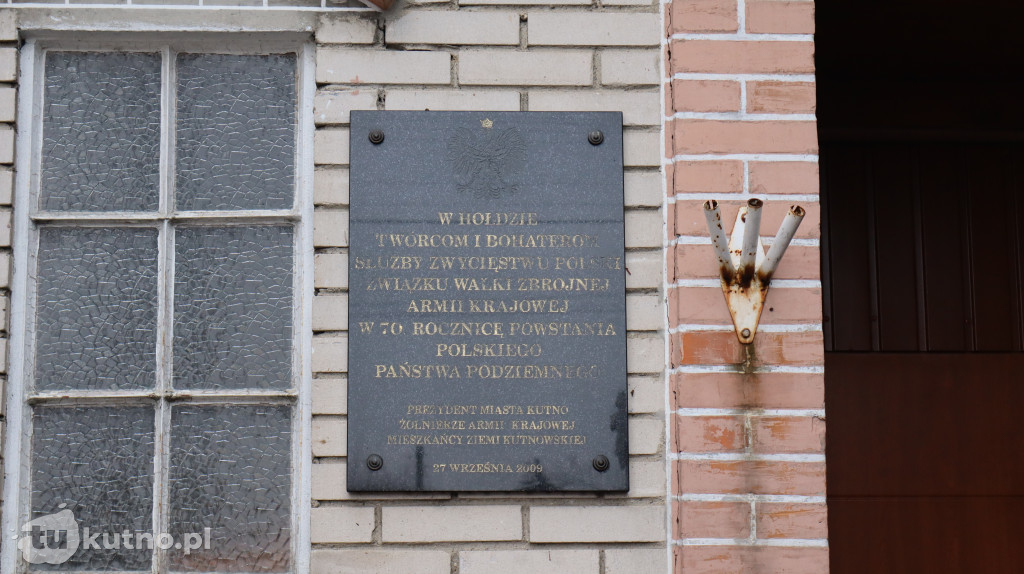 W HOŁDZIE
TWÓRCOM I BOHATEROM
SŁUŻBY ZWYCIĘSTWU POLSKI
ZWIĄZKU WALKI ZBROJNEJ
ARMII KRAJOWEJ
W 70. ROCZNICĘ POWSTANIA
POLSKIEGO
PAŃSTWA PODZIEMNEGO
PREZYDENT MIASTA KUTNO
ŻOŁNIERZE ARMII KRAJOWEJ
MIESZKAŃCY ZIEMI KUTNOWSKIEJ
27 WRZEŚNIA 2009
tukutno.pl